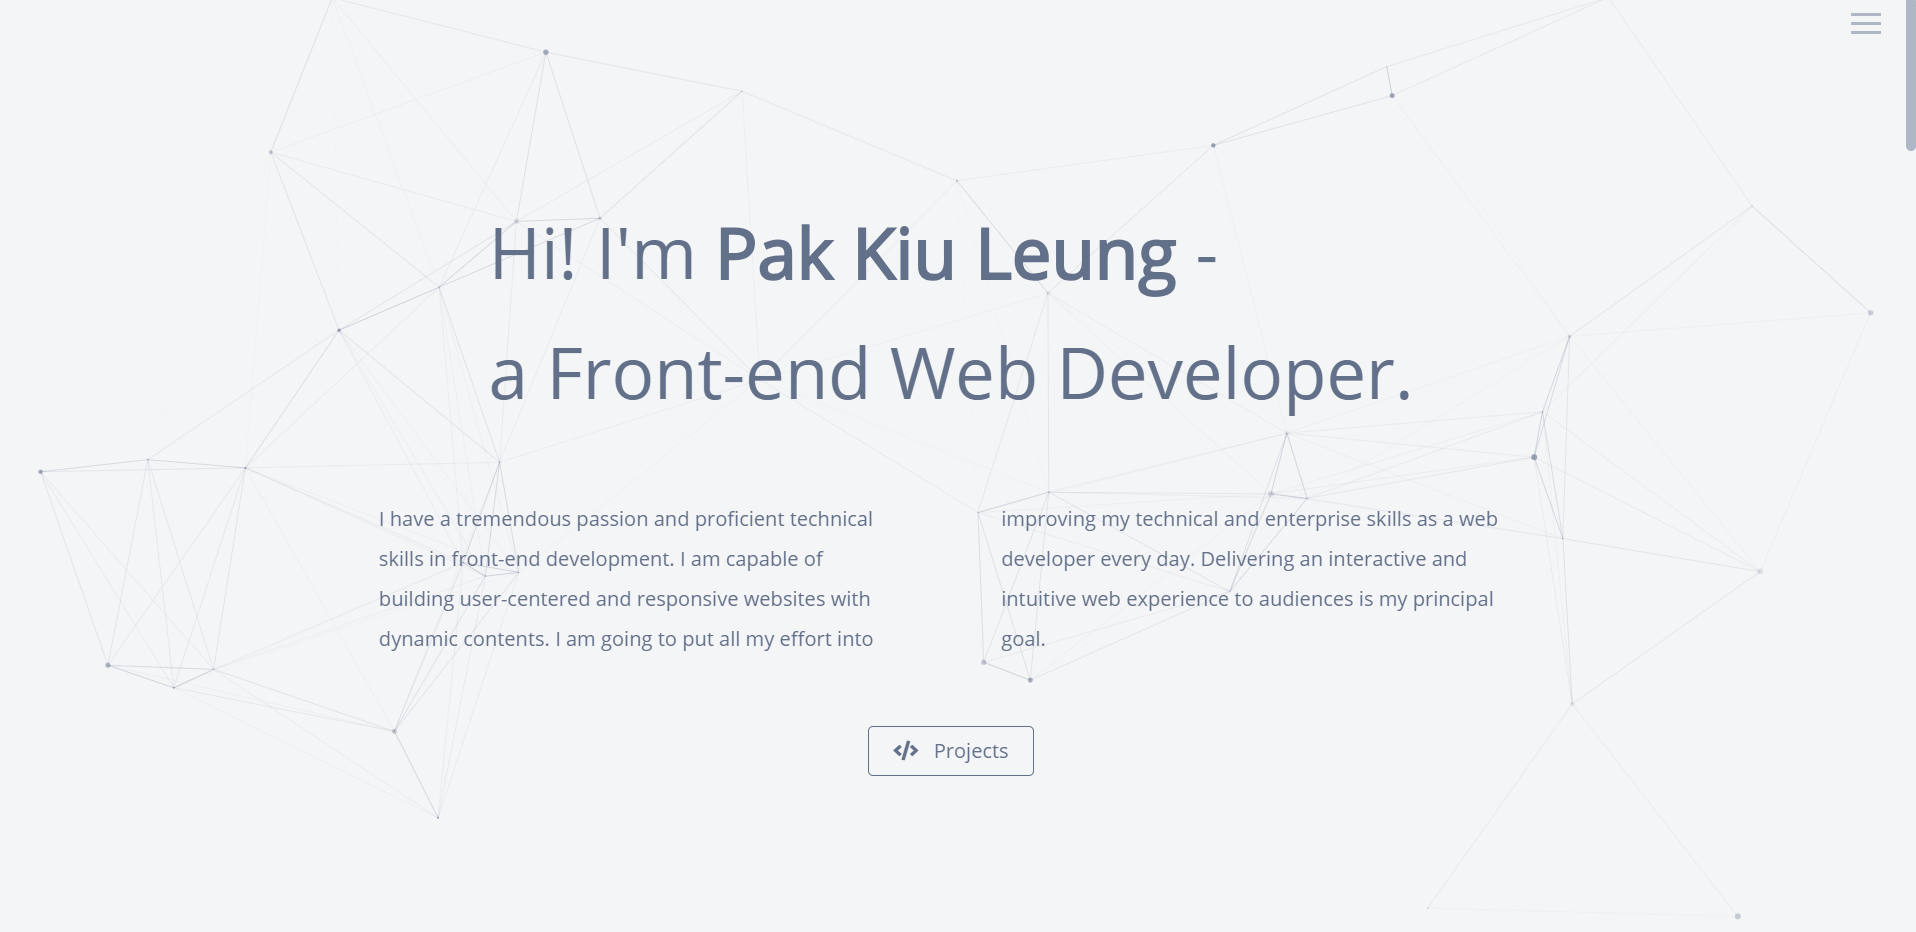 Hi! I'm Pak Kiu Leung -
a Front-end Web Developer.
I have a tremendous passion and proficient technical
skills in front-end development. I am capable of
building user-centered and responsive websites with
dynamic contents. I am going to put all my effort into
improving my technical and enterprise skills as a web
developer every day. Delivering an interactive and
intuitive web experience to audiences is my principal
goal.
Projects